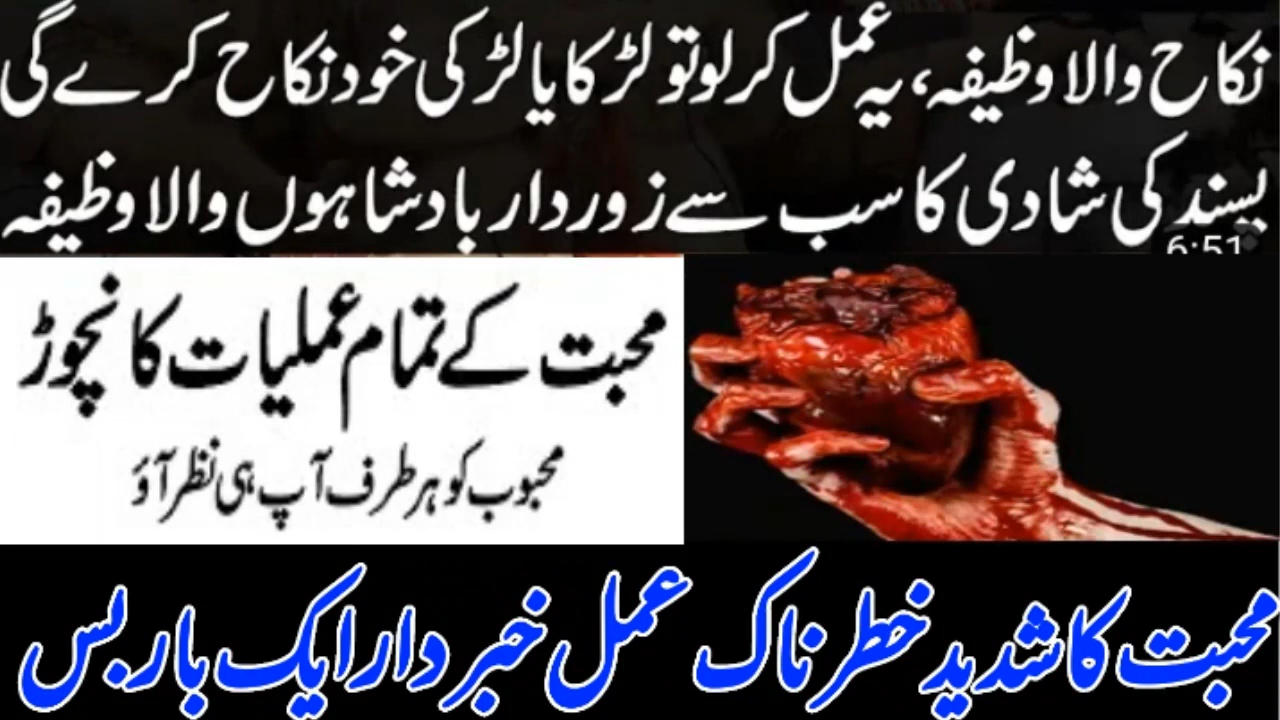 نکاح والا وظیفہ، یہ عمل کر لو تو لڑکا یا لڑکی خود نکاح کرے گی
پسند کی شادی کا سب سے زوردار بادشاہوں والا وظیفہ
6:51
محبت کے تمام عملیات کا نچوڑ
محبوب کو ہر طرف آپ ہی نظر آؤ
محبت کا شدید خطرناک عمل خبردار ایک بار بس